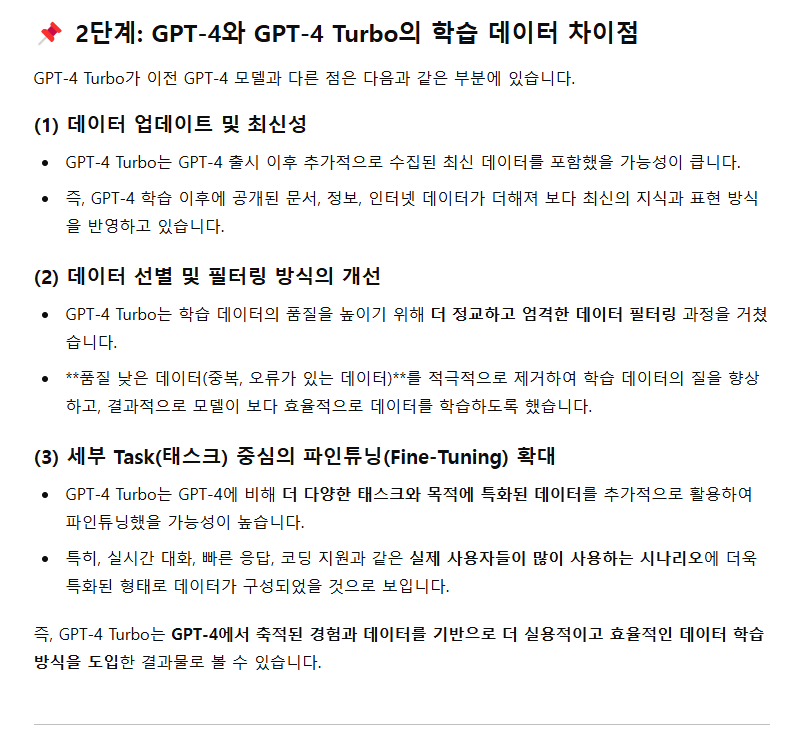 📌 2단계: GPT-4와 GPT-4 Turbo의 학습 데이터 차이점
GPT-4 Turbo가 이전 GPT-4 모델과 다른 점은 다음과 같은 부분에 있습니다.
(1) 데이터 업데이트 및 최신성
• GPT-4 Turbo는 GPT-4 출시 이후 추가적으로 수집된 최신 데이터를 포함했을 가능성이 큽니다.
• 즉, GPT-4 학습 이후에 공개된 문서, 정보, 인터넷 데이터가 더해져 보다 최신의 지식과 표현 방식
을 반영하고 있습니다.
(2) 데이터 선별 및 필터링 방식의 개선
• GPT-4 Turbo는 학습 데이터의 품질을 높이기 위해 더 정교하고 엄격한 데이터 필터링 과정을 거쳤
습니다.
• **품질 낮은 데이터(중복, 오류가 있는 데이터)**를 적극적으로 제거하여 학습 데이터의 질을 향상
하고, 결과적으로 모델이 보다 효율적으로 데이터를 학습하도록 했습니다.
(3) 세부 Task(태스크) 중심의 파인튜닝(Fine-Tuning) 확대
• GPT-4 Turbo는 GPT-4에 비해 더 다양한 태스크와 목적에 특화된 데이터를 추가적으로 활용하여
파인튜닝했을 가능성이 높습니다.
• 특히, 실시간 대화, 빠른 응답, 코딩 지원과 같은 실제 사용자들이 많이 사용하는 시나리오에 더욱
특화된 형태로 데이터가 구성되었을 것으로 보입니다.
즉, GPT-4 Turbo는 GPT-4에서 축적된 경험과 데이터를 기반으로 더 실용적이고 효율적인 데이터 학습
방식을 도입한 결과물로 볼 수 있습니다.